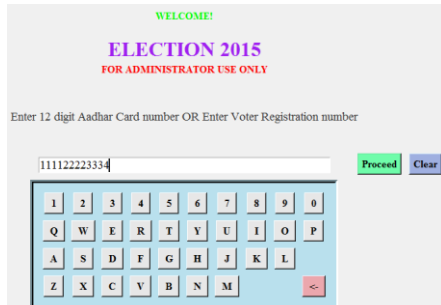 WELCOME!
ELECTION 2015
FOR ADMINISTRATOR USE ONLY
Enter 12 digit Aadhar Card number OR Enter Voter Registration number
111122223334 Proceed Clear
1 2 3 4 5 6 7 8 9 0
Q W E R T Y U I O P
A S D F G H J K L
Z X C V B N M <-